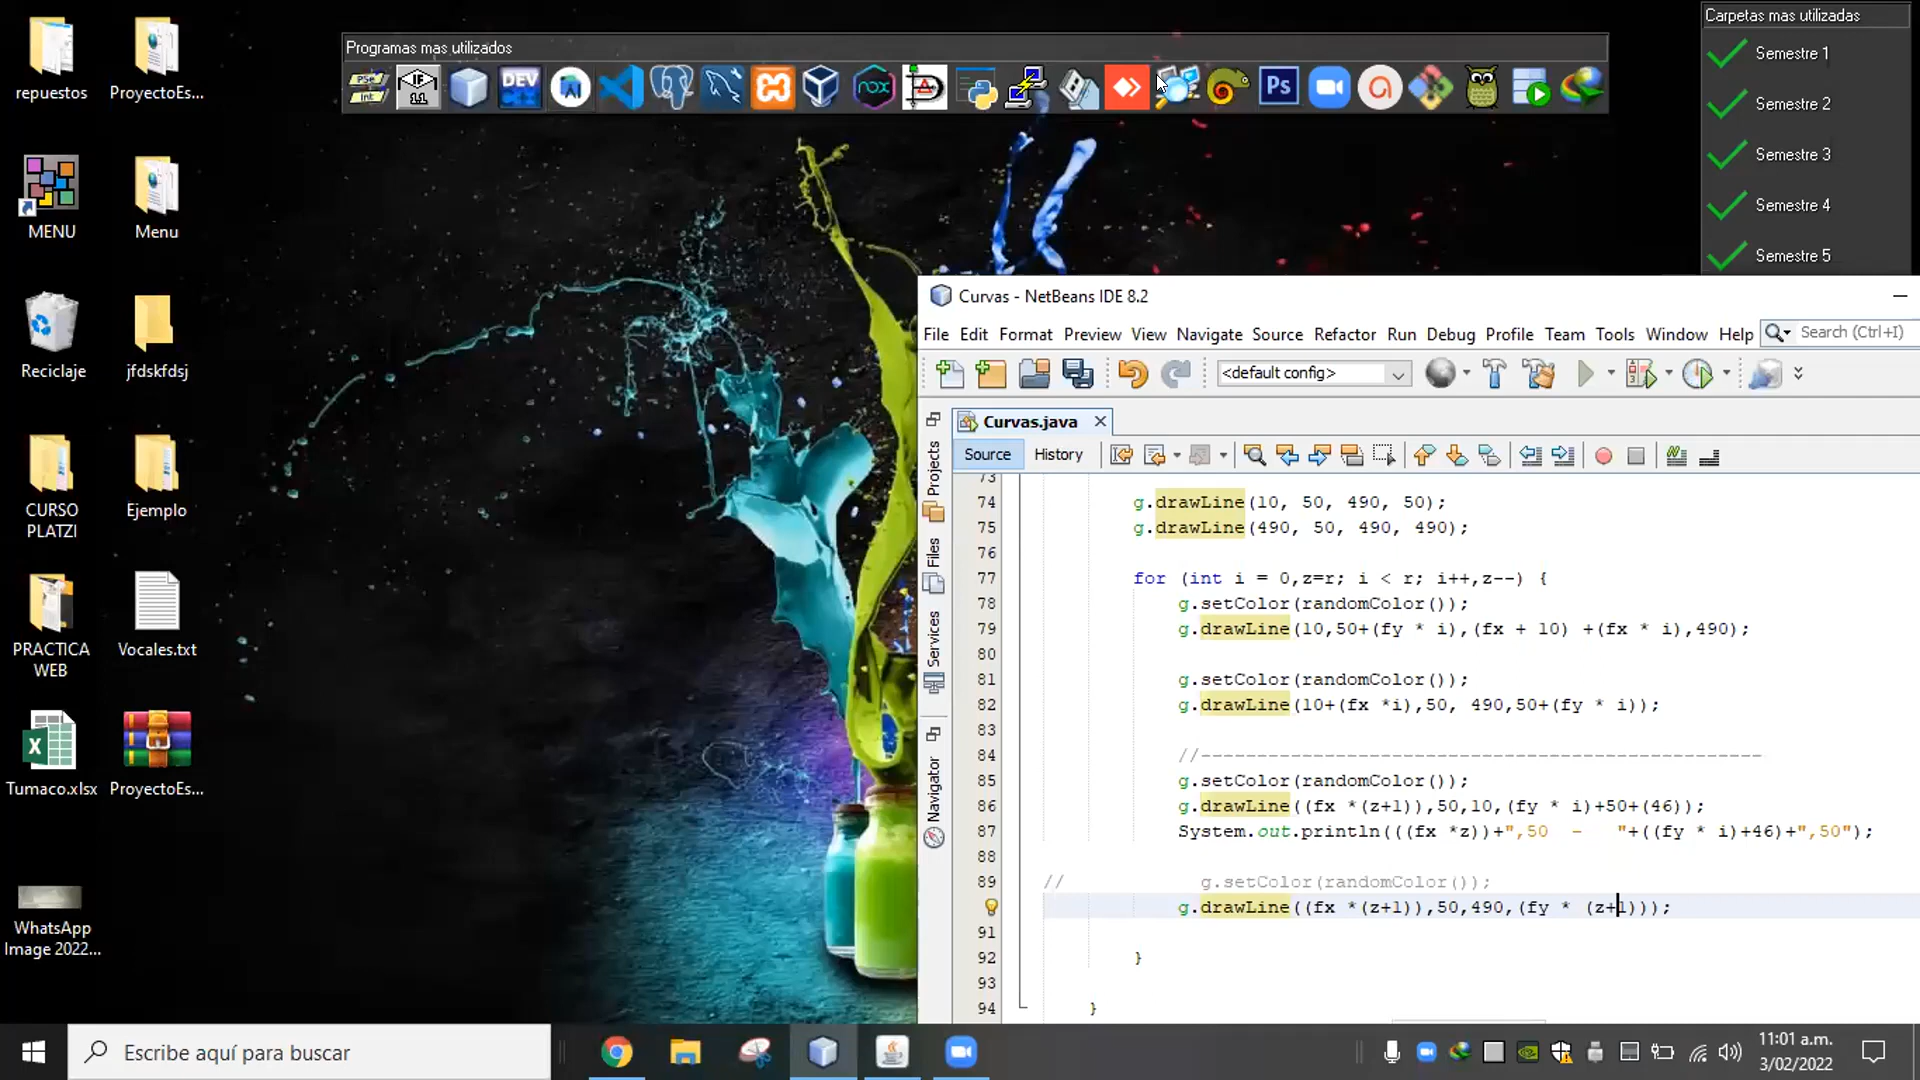 repuestos
ProyectoEs...
MENU
Menu
Reciclaje
jfdskfdsj
CURSO
PLATZI
Ejemplo
PRACTICA
WEB
Vocales.txt
Tumaco.xlsx
ProyectoEs...
WhatsApp
Image 2022...
Programas mas utilizados
PSe
Int
IF
11
DEV
nox
Ps
Carpetas mas utilizadas
Semestre 1
Semestre 2
Semestre 3
Semestre 4
Semestre 5
Curvas - NetBeans IDE 8.2
File Edit Format Preview View Navigate Source Refactor Run Debug Profile Team Tools Window Help
Search (Ctrl+I)
<default config>
Curvas.java
Source History
Projects
Files
Services
Navigator
73
74 g.drawLine(10, 50, 490, 50);
75 g.drawLine(490, 50, 490, 490);
76
77 for (int i = 0,z=r; i < r; i++,z--) {
78 g.setColor(randomColor());
79 g.drawLine(10,50+(fy * i),(fx + 10) +(fx * i),490);
80
81 g.setColor(randomColor());
82 g.drawLine(10+(fx *i),50, 490,50+(fy * i));
83
84 //--------------------------------------------------
85 g.setColor(randomColor());
86 g.drawLine((fx *(z+1)),50,10,(fy * i)+50+(46));
87 System.out.println(((fx *z))+",50  -   "+((fy * i)+46)+",50");
88
89 // g.setColor(randomColor());
g.drawLine((fx *(z+1)),50,490,(fy * (z+1)));
91
92 }
93
94 }
Escribe aquí para buscar
11:01 a.m.
3/02/2022